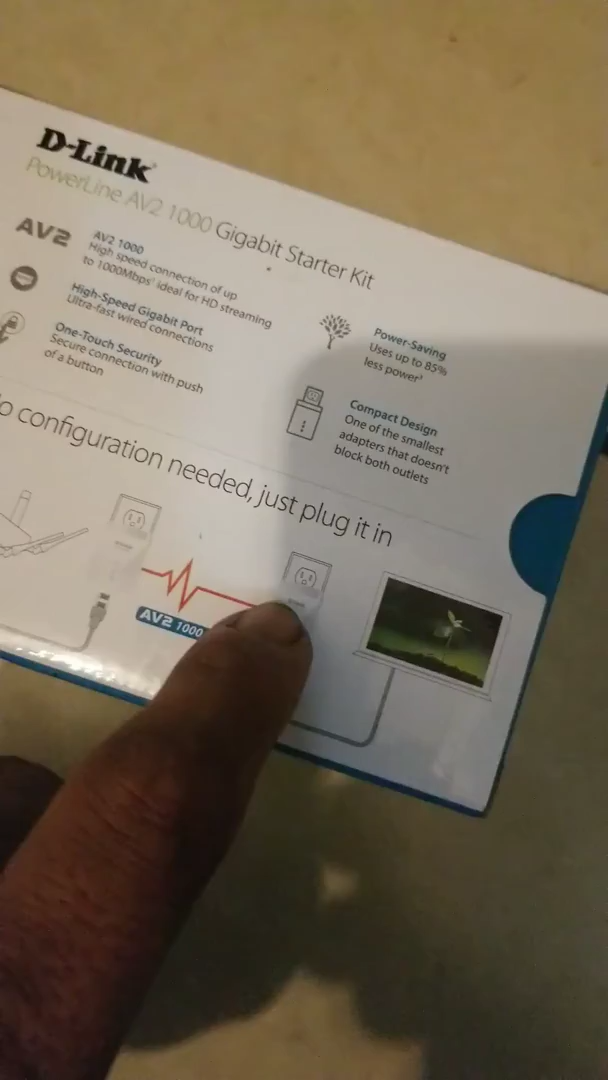 D-Link
PowerLine AV2 1000 Gigabit Starter Kit
AV2
AV2 1000
High speed connection of up
to 1000Mbps¹ ideal for HD streaming
High-Speed Gigabit Port
Ultra-fast wired connections
One-Touch Security
Secure connection with push
of a button
Power-Saving
Uses up to 85%
less power³
Compact Design
One of the smallest
adapters that doesn't
block both outlets
configuration needed, just plug it in
AV2 1000